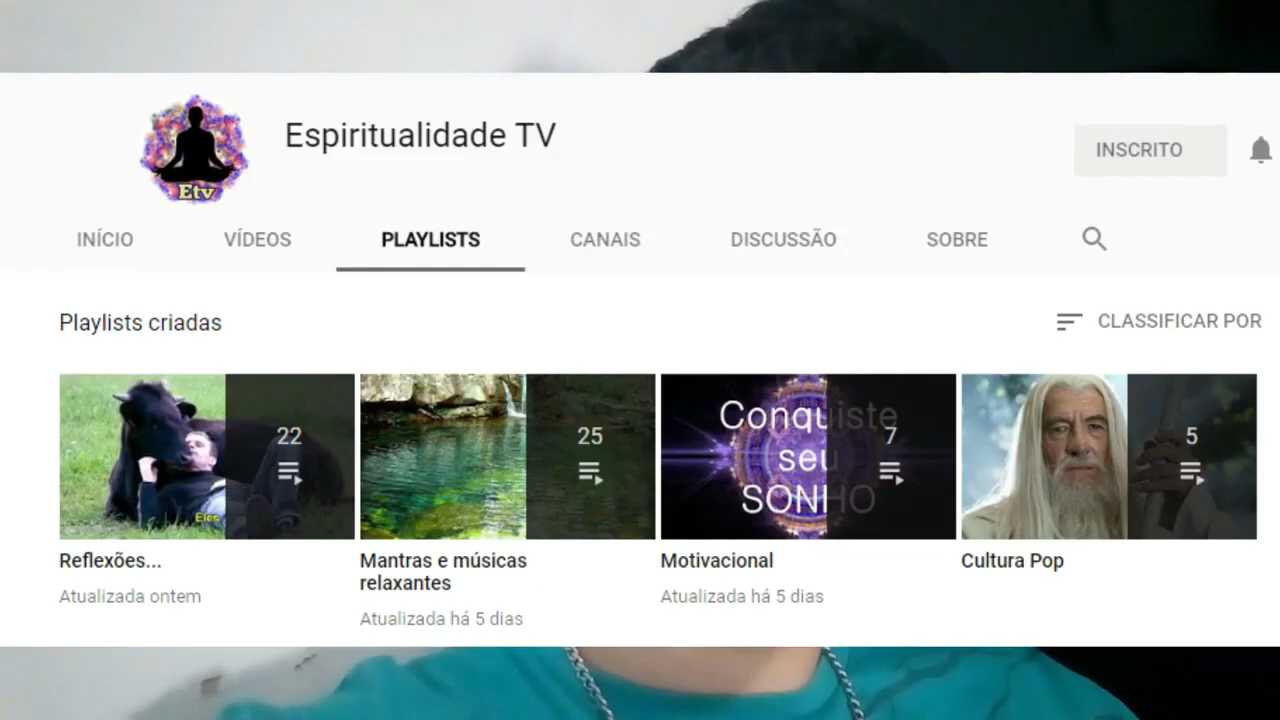 Espiritualidade TV
Etv
INSCRITO
INÍCIO
VÍDEOS
PLAYLISTS
CANAIS
DISCUSSÃO
SOBRE
Playlists criadas
CLASSIFICAR POR
Eles
22
25
Conquiste
seu
SONHO
7
5
Reflexões...
Atualizada ontem
Mantras e músicas
relaxantes
Atualizada há 5 dias
Motivacional
Atualizada há 5 dias
Cultura Pop